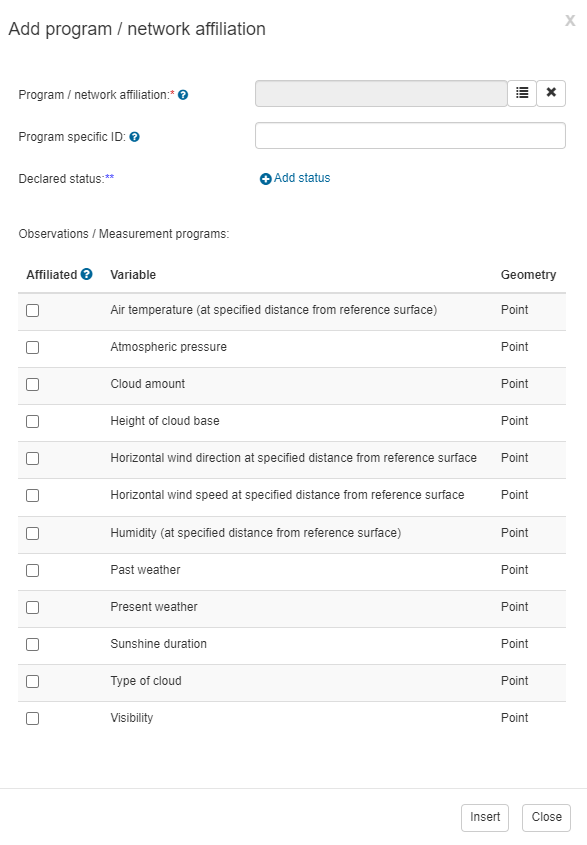 Add program / network affiliation
X
Program / network affiliation:*
Program specific ID:
Declared status:**
Add status
Observations / Measurement programs:
Affiliated Variable Geometry
Air temperature (at specified distance from reference surface) Point
Atmospheric pressure Point
Cloud amount Point
Height of cloud base Point
Horizontal wind direction at specified distance from reference surface Point
Horizontal wind speed at specified distance from reference surface Point
Humidity (at specified distance from reference surface) Point
Past weather Point
Present weather Point
Sunshine duration Point
Type of cloud Point
Visibility Point
Insert Close